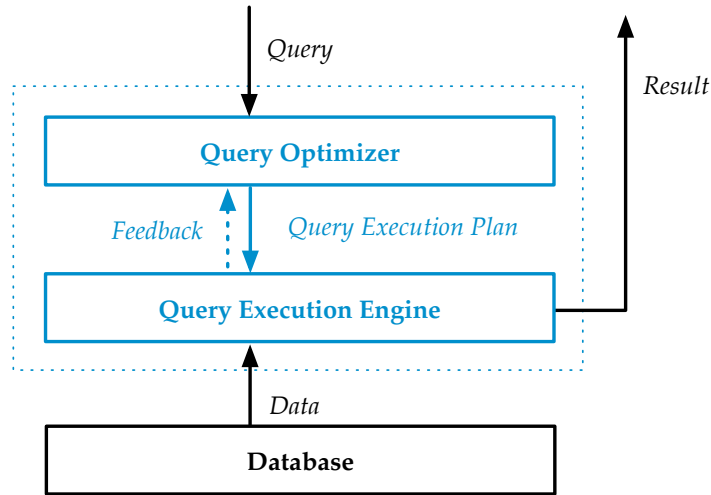 Query
Result
Query Optimizer
Feedback
Query Execution Plan
Query Execution Engine
Data
Database